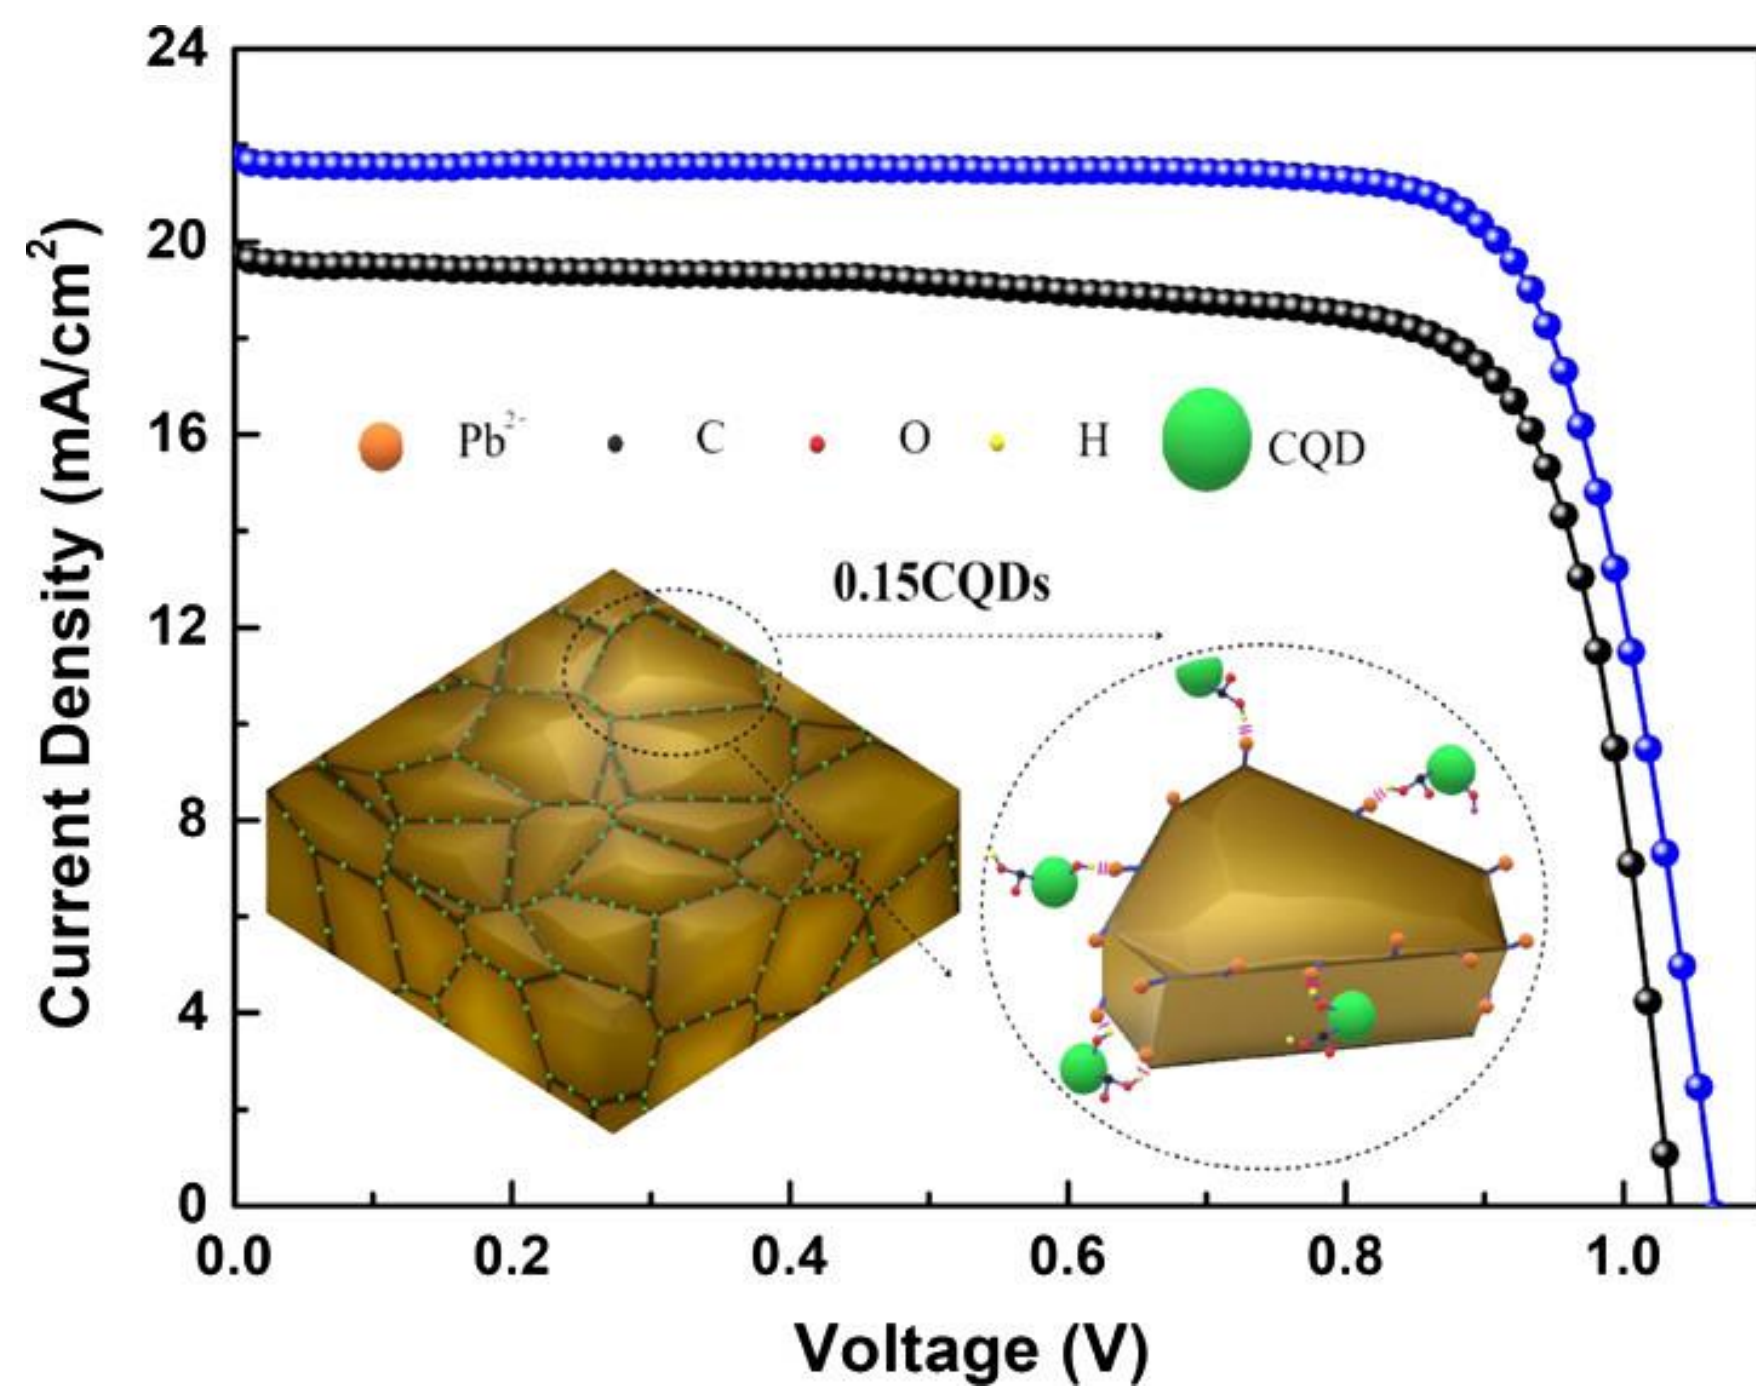 24
20
16
12
8
4
0
Current Density (mA/cm²)
Pb²⁻ C O H CQD
0.15CQDs
0.0 0.2 0.4 0.6 0.8 1.0
Voltage (V)